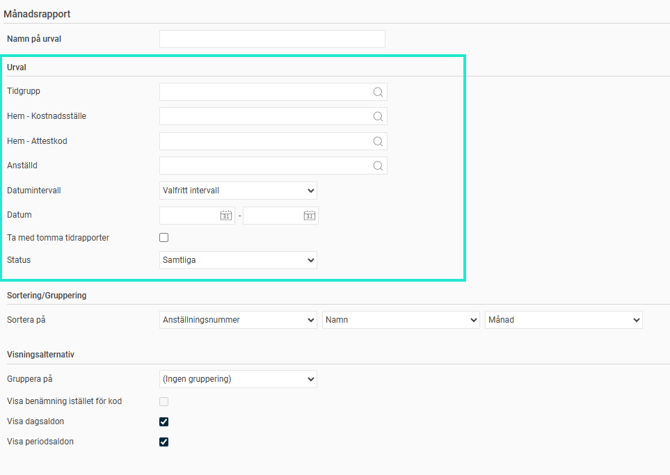 Månadsrapport
Namn på urval
Urval
Tidgrupp
Hem - Kostnadsställe
Hem - Attestkod
Anställd
Datumintervall Valfritt intervall
Datum 31 - 31
Ta med tomma tidrapporter
Status Samtliga
Sortering/Gruppering
Sortera på Anställningsnummer Namn Månad
Visningsalternativ
Gruppera på (Ingen gruppering)
Visa benämning istället för kod
Visa dagsaldon
Visa periodsaldon